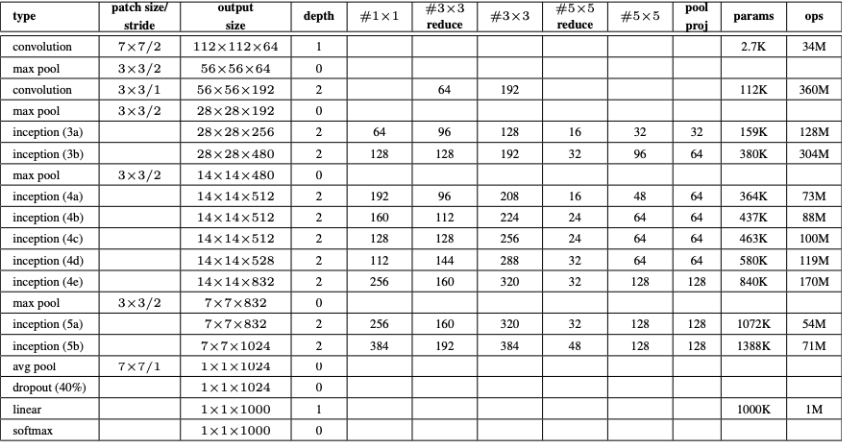 type patch size/ stride output size depth #1×1 #3×3 reduce #3×3 #5×5 reduce #5×5 pool proj params ops
convolution 7×7/2 112×112×64 1 2.7K 34M
max pool 3×3/2 56×56×64 0
convolution 3×3/1 56×56×192 2 64 192 112K 360M
max pool 3×3/2 28×28×192 0
inception (3a) 28×28×256 2 64 96 128 16 32 32 159K 128M
inception (3b) 28×28×480 2 128 128 192 32 96 64 380K 304M
max pool 3×3/2 14×14×480 0
inception (4a) 14×14×512 2 192 96 208 16 48 64 364K 73M
inception (4b) 14×14×512 2 160 112 224 24 64 64 437K 88M
inception (4c) 14×14×512 2 128 128 256 24 64 64 463K 100M
inception (4d) 14×14×528 2 112 144 288 32 64 64 580K 119M
inception (4e) 14×14×832 2 256 160 320 32 128 128 840K 170M
max pool 3×3/2 7×7×832 0
inception (5a) 7×7×832 2 256 160 320 32 128 128 1072K 54M
inception (5b) 7×7×1024 2 384 192 384 48 128 128 1388K 71M
avg pool 7×7/1 1×1×1024 0
dropout (40%) 1×1×1024 0
linear 1×1×1000 1 1000K 1M
softmax 1×1×1000 0